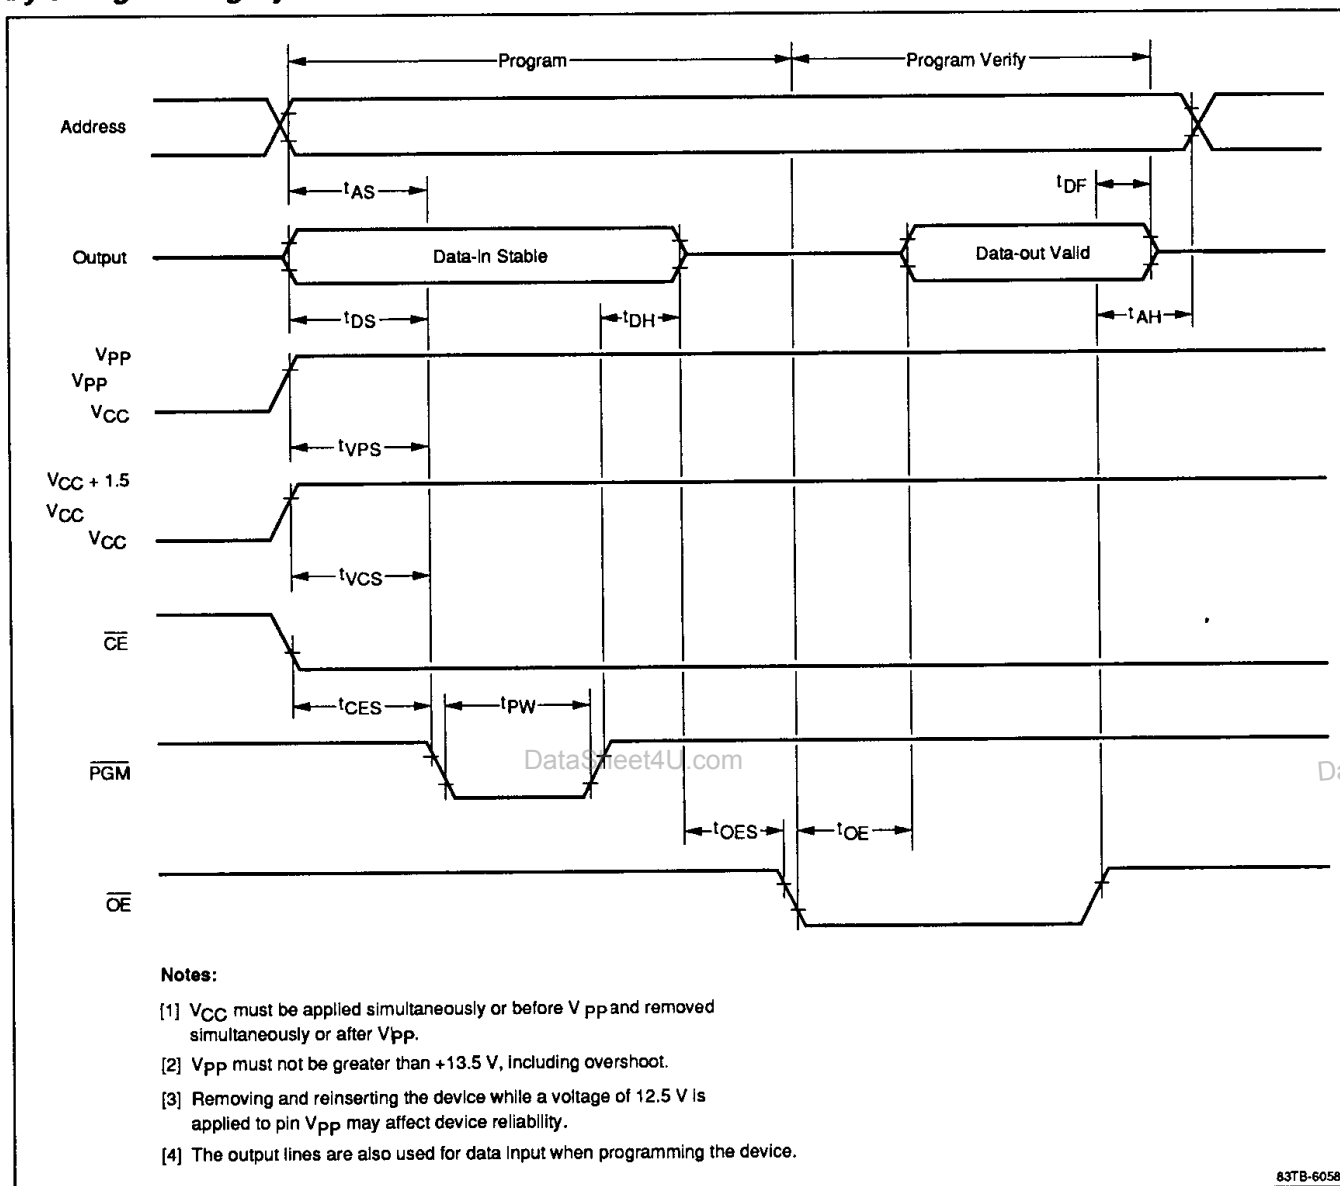 Program
Program Verify
Address
tAS
tDF
Output
Data-In Stable
Data-out Valid
tDS
tDH
tAH
VPP
VPP
VCC
tVPS
VCC + 1.5
VCC
VCC
tVCS
CE
tCES
tPW
PGM
DataSheet4U.com
Da
tOES
tOE
OE
Notes:
[1] VCC must be applied simultaneously or before VPP and removed
simultaneously or after VPP.
[2] VPP must not be greater than +13.5 V, including overshoot.
[3] Removing and reinserting the device while a voltage of 12.5 V is
applied to pin VPP may affect device reliability.
[4] The output lines are also used for data input when programming the device.
83TB-6058